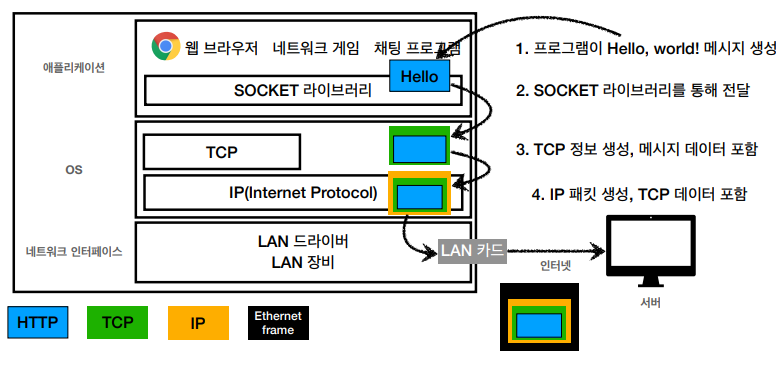 애플리케이션
웹 브라우저 네트워크 게임 채팅 프로그램
Hello
SOCKET 라이브러리
1. 프로그램이 Hello, world! 메시지 생성
2. SOCKET 라이브러리를 통해 전달
OS
TCP
IP(Internet Protocol)
3. TCP 정보 생성, 메시지 데이터 포함
4. IP 패킷 생성, TCP 데이터 포함
네트워크 인터페이스
LAN 드라이버
LAN 장비
LAN 카드
인터넷
서버
HTTP
TCP
IP
Ethernet
frame